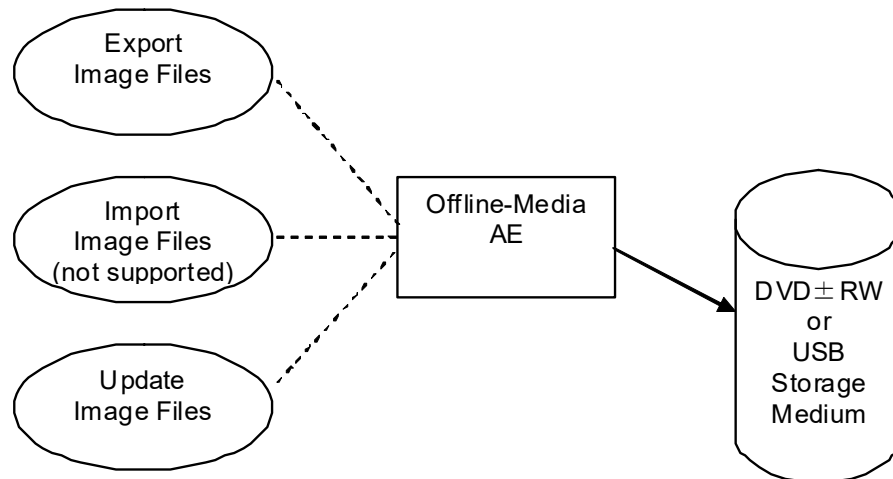 Export
Image Files
Import
Image Files
(not supported)
Update
Image Files
Offline-Media
AE
DVD±RW
or
USB
Storage
Medium